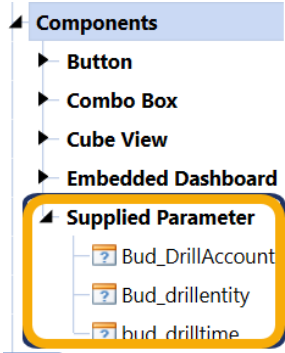 Components
Button
Combo Box
Cube View
Embedded Dashboard
Supplied Parameter
Bud_DrillAccount
Bud_drillentity
bud_drilltime